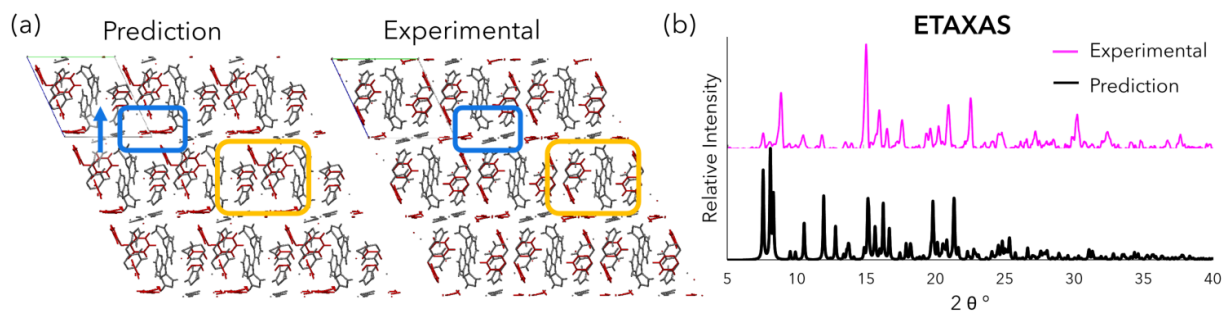 (a)
Prediction
Experimental
(b)
ETAXAS
Experimental
Prediction
Relative Intensity
5
10
15
20
25
30
35
40
2 θ °